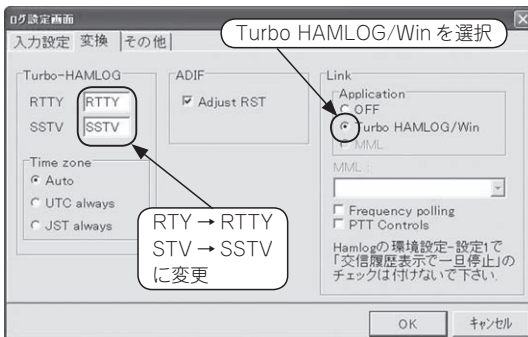 ログ設定画面
Turbo HAMLOG/Winを選択
入力設定 変換 その他
Turbo-HAMLOG
RTTY RTTY
SSTV SSTV
Time zone
Auto
UTC always
JST always
ADIF
Adjust RST
Link
Application
OFF
Turbo HAMLOG/Win
MML
MML :
Frequency polling
PTT Controls
Hamlogの環境設定-設定1で
「交信履歴表示で一旦停止」の
チェックは付けないで下さい.
RTY→RTTY
STV→SSTV
に変更
OK キャンセル